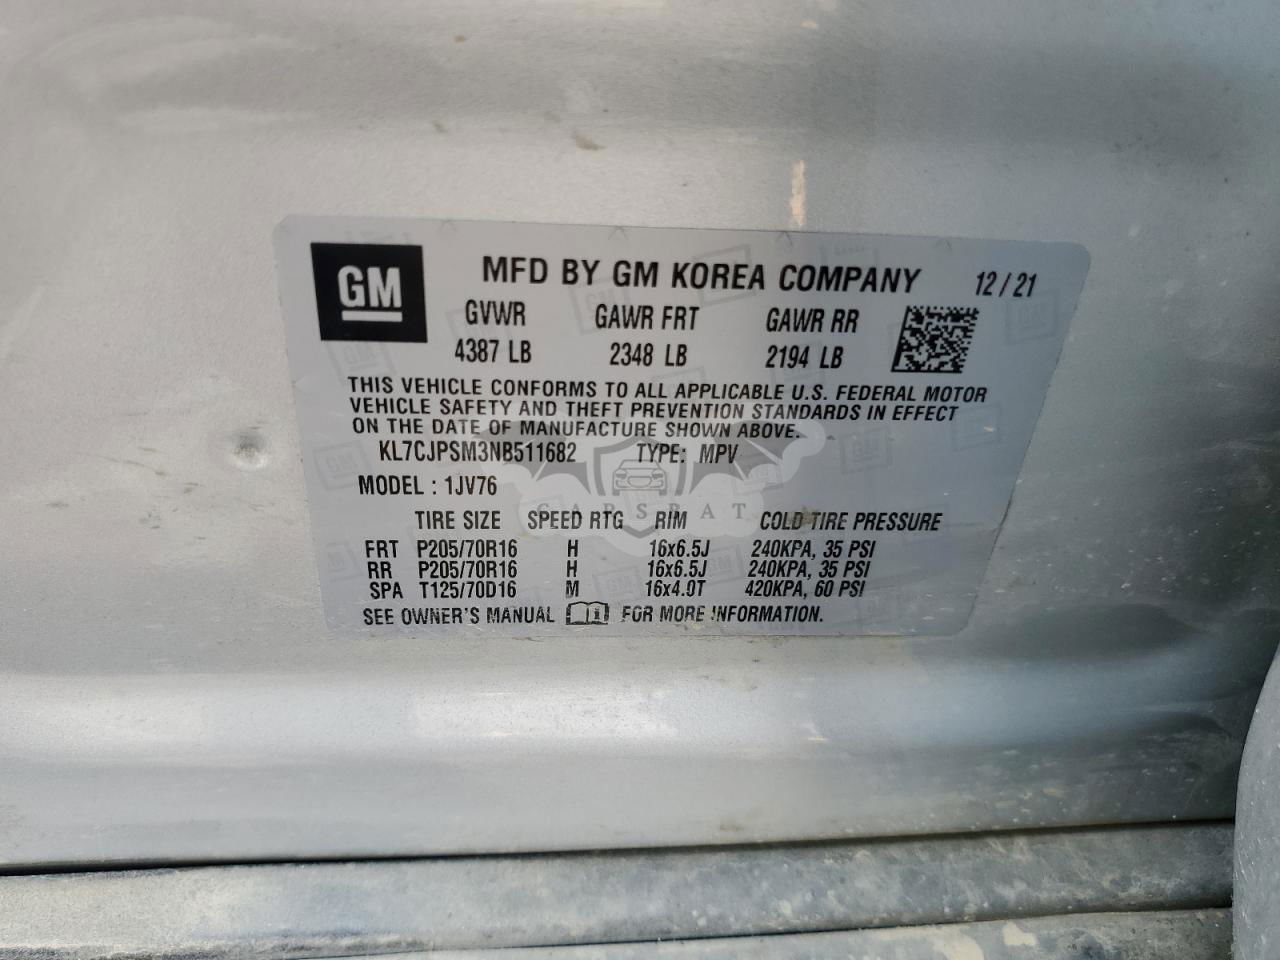 GM MFD BY GM KOREA COMPANY 12/21
GVWR GAWR FRT GAWR RR
4387 LB 2348 LB 2194 LB
THIS VEHICLE CONFORMS TO ALL APPLICABLE U.S. FEDERAL MOTOR
VEHICLE SAFETY AND THEFT PREVENTION STANDARDS IN EFFECT
ON THE DATE OF MANUFACTURE SHOWN ABOVE.
KL7CJPSM3NB511682 TYPE: MPV
MODEL : 1JV76
CARSBAT
TIRE SIZE SPEED RTG RIM COLD TIRE PRESSURE
FRT P205/70R16 H 16x6.5J 240KPA, 35 PSI
RR P205/70R16 H 16x6.5J 240KPA, 35 PSI
SPA T125/70D16 M 16x4.0T 420KPA, 60 PSI
SEE OWNER'S MANUAL FOR MORE INFORMATION.